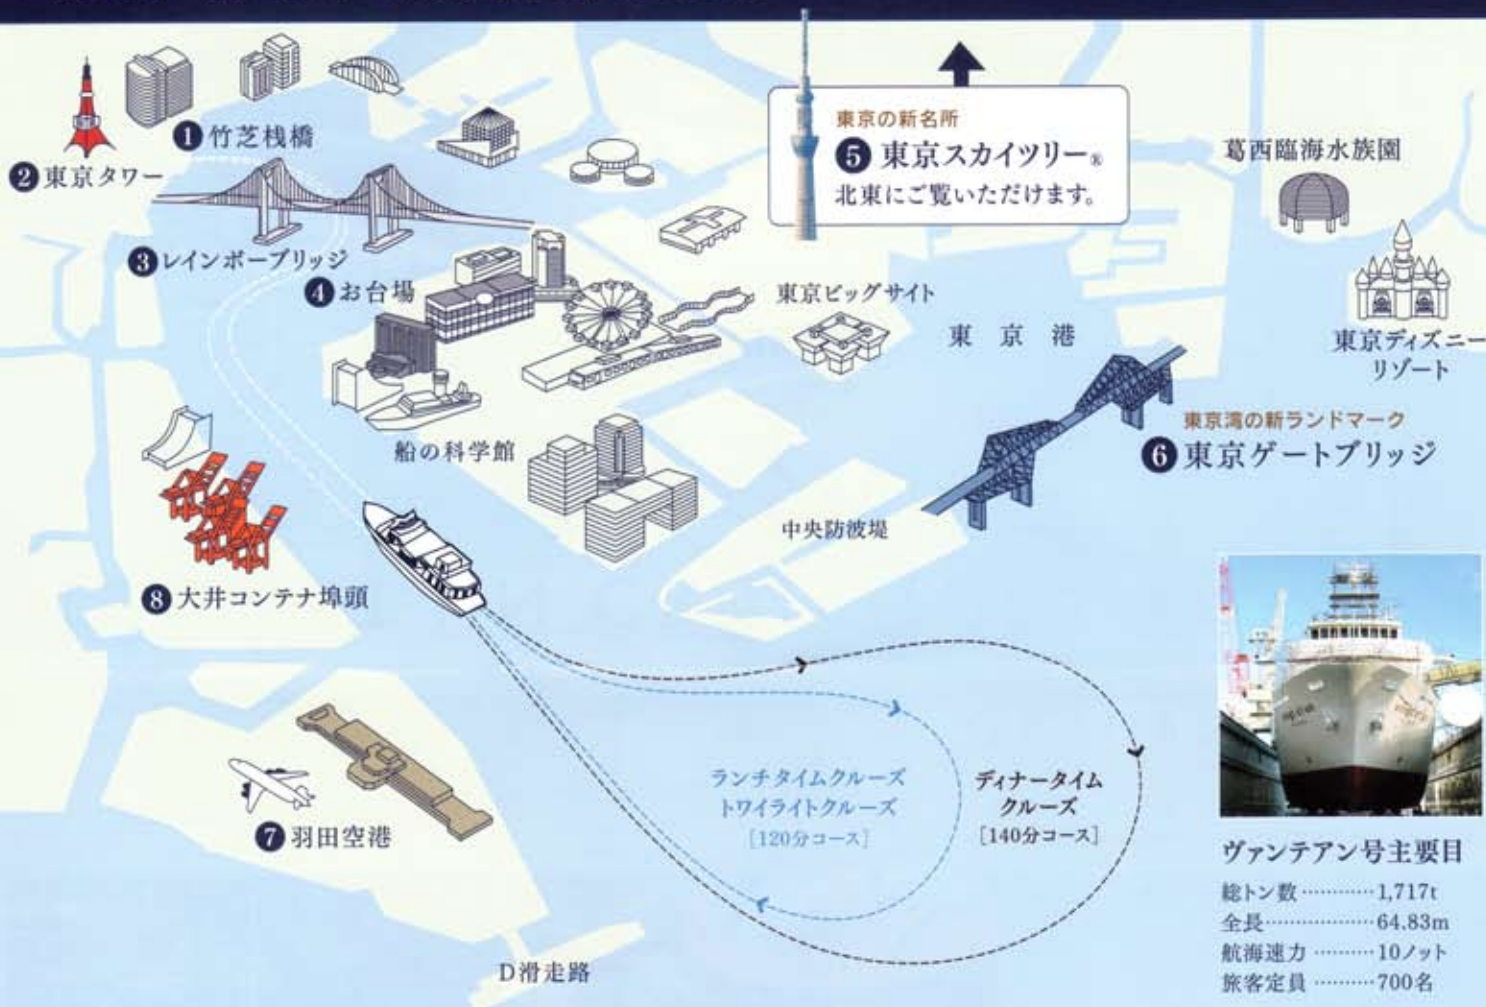 ❶ 竹芝桟橋
❷ 東京タワー
❸ レインボーブリッジ
❹ お台場
東京の新名所
❺ 東京スカイツリー®
北東にご覧いただけます。
葛西臨海水族園
東京ディズニー
リゾート
東京ビッグサイト
東京港
東京湾の新ランドマーク
❻ 東京ゲートブリッジ
船の科学館
中央防波堤
❽ 大井コンテナ埠頭
❼ 羽田空港
D滑走路
ランチタイムクルーズ
トワイライトクルーズ
[120分コース]
ディナータイム
クルーズ
[140分コース]
ヴァンテアン号主要目
総トン数…………1,717t
全長………………64.83m
航海速力…………10ノット
旅客定員…………700名